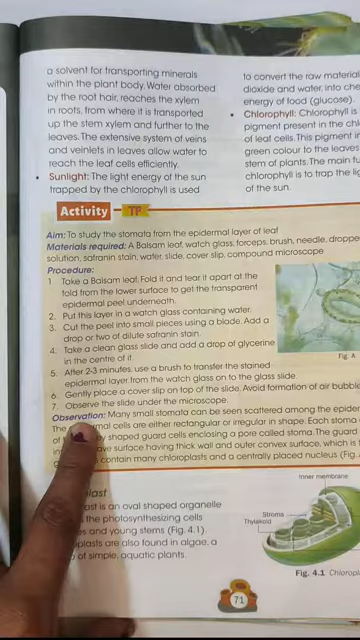 a solvent for transporting minerals
within the plant body. Water absorbed
by the root hair, reaches the xylem
in roots, from where it is transported
up the stem xylem and further to the
leaves. The extensive system of veins
and veinlets in leaves allow water to
reach the leaf cells efficiently.
• Sunlight: The light energy of the sun
trapped by the chlorophyll is used
to convert the raw material
dioxide and water, into che
energy of food (glucose).
• Chlorophyll: Chlorophyll is
pigment present in the chl
of leaf cells. This pigment i
green colour to the leaves
stem of plants. The main fu
chlorophyll is to trap the lig
of the sun.
Activity TP
Aim: To study the stomata from the epidermal layer of leaf
Materials required: A Balsam leaf, watch glass, forceps, brush, needle, droppe
solution, safranin stain, water, slide, cover slip, compound microscope
Procedure:
1 Take a Balsam leaf. Fold it and tear it apart at the
fold from the lower surface to get the transparent
epidermal peel underneath.
2. Put this layer in a watch glass containing water.
3. Cut the peel into small pieces using a blade. Add a
drop or two of dilute safranin stain.
4. Take a clean glass slide and add a drop of glycerine
in the centre of it.
5. After 2-3 minutes, use a brush to transfer the stained
epidermal layer from the watch glass on to the glass slide.
6. Gently place a cover slip on top of the slide. Avoid formation of air bubbl
7. Observe the slide under the microscope.
Fig. A
Observation: Many small stomata can be seen scattered among the epider
The mal cells are either rectangular or irregular in shape. Each stoma
of shaped guard cells enclosing a pore called stoma. The guard
in ave surface having thick wall and outer convex surface, which is
contain many chloroplasts and a centrally placed nucleus (Fig.
last
ast is an oval shaped organelle
the photosynthesizing cells
es and young stems (Fig. 4.1).
plasts are also found in algae, a
of simple, aquatic plants.
Inner membrane
Stroma
Thylakoid
Fig. 4.1 Chloropl
71